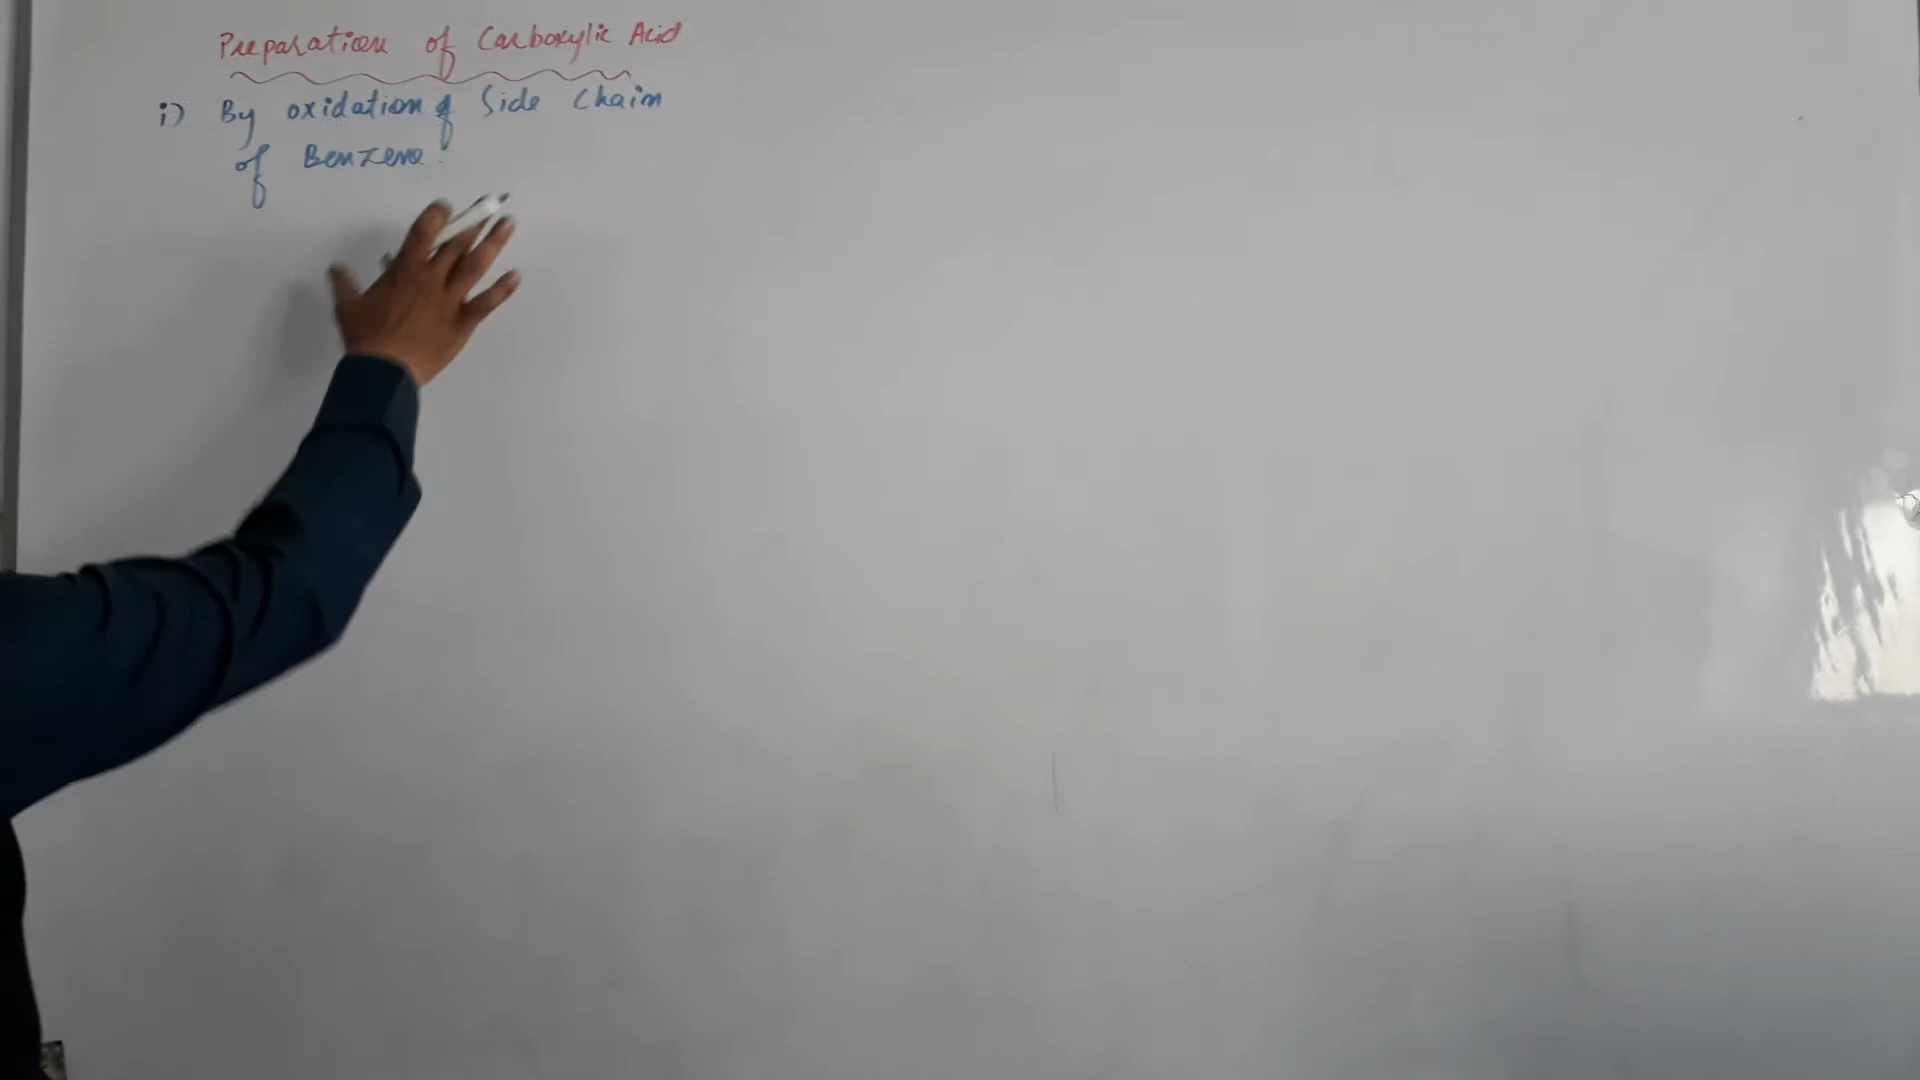 Preparation of Carboxylic Acid
i) By oxidation of Side Chain
of Benzene.